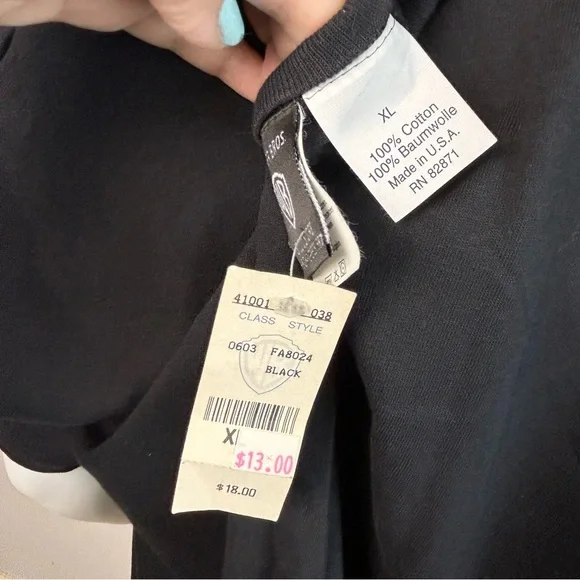 XL
100% Cotton
100% Baumwolle
Made in U.S.A.
RN 82871
BROS
41001 038
CLASS STYLE
0603 FA8024
BLACK
X
$13.00
$18.00